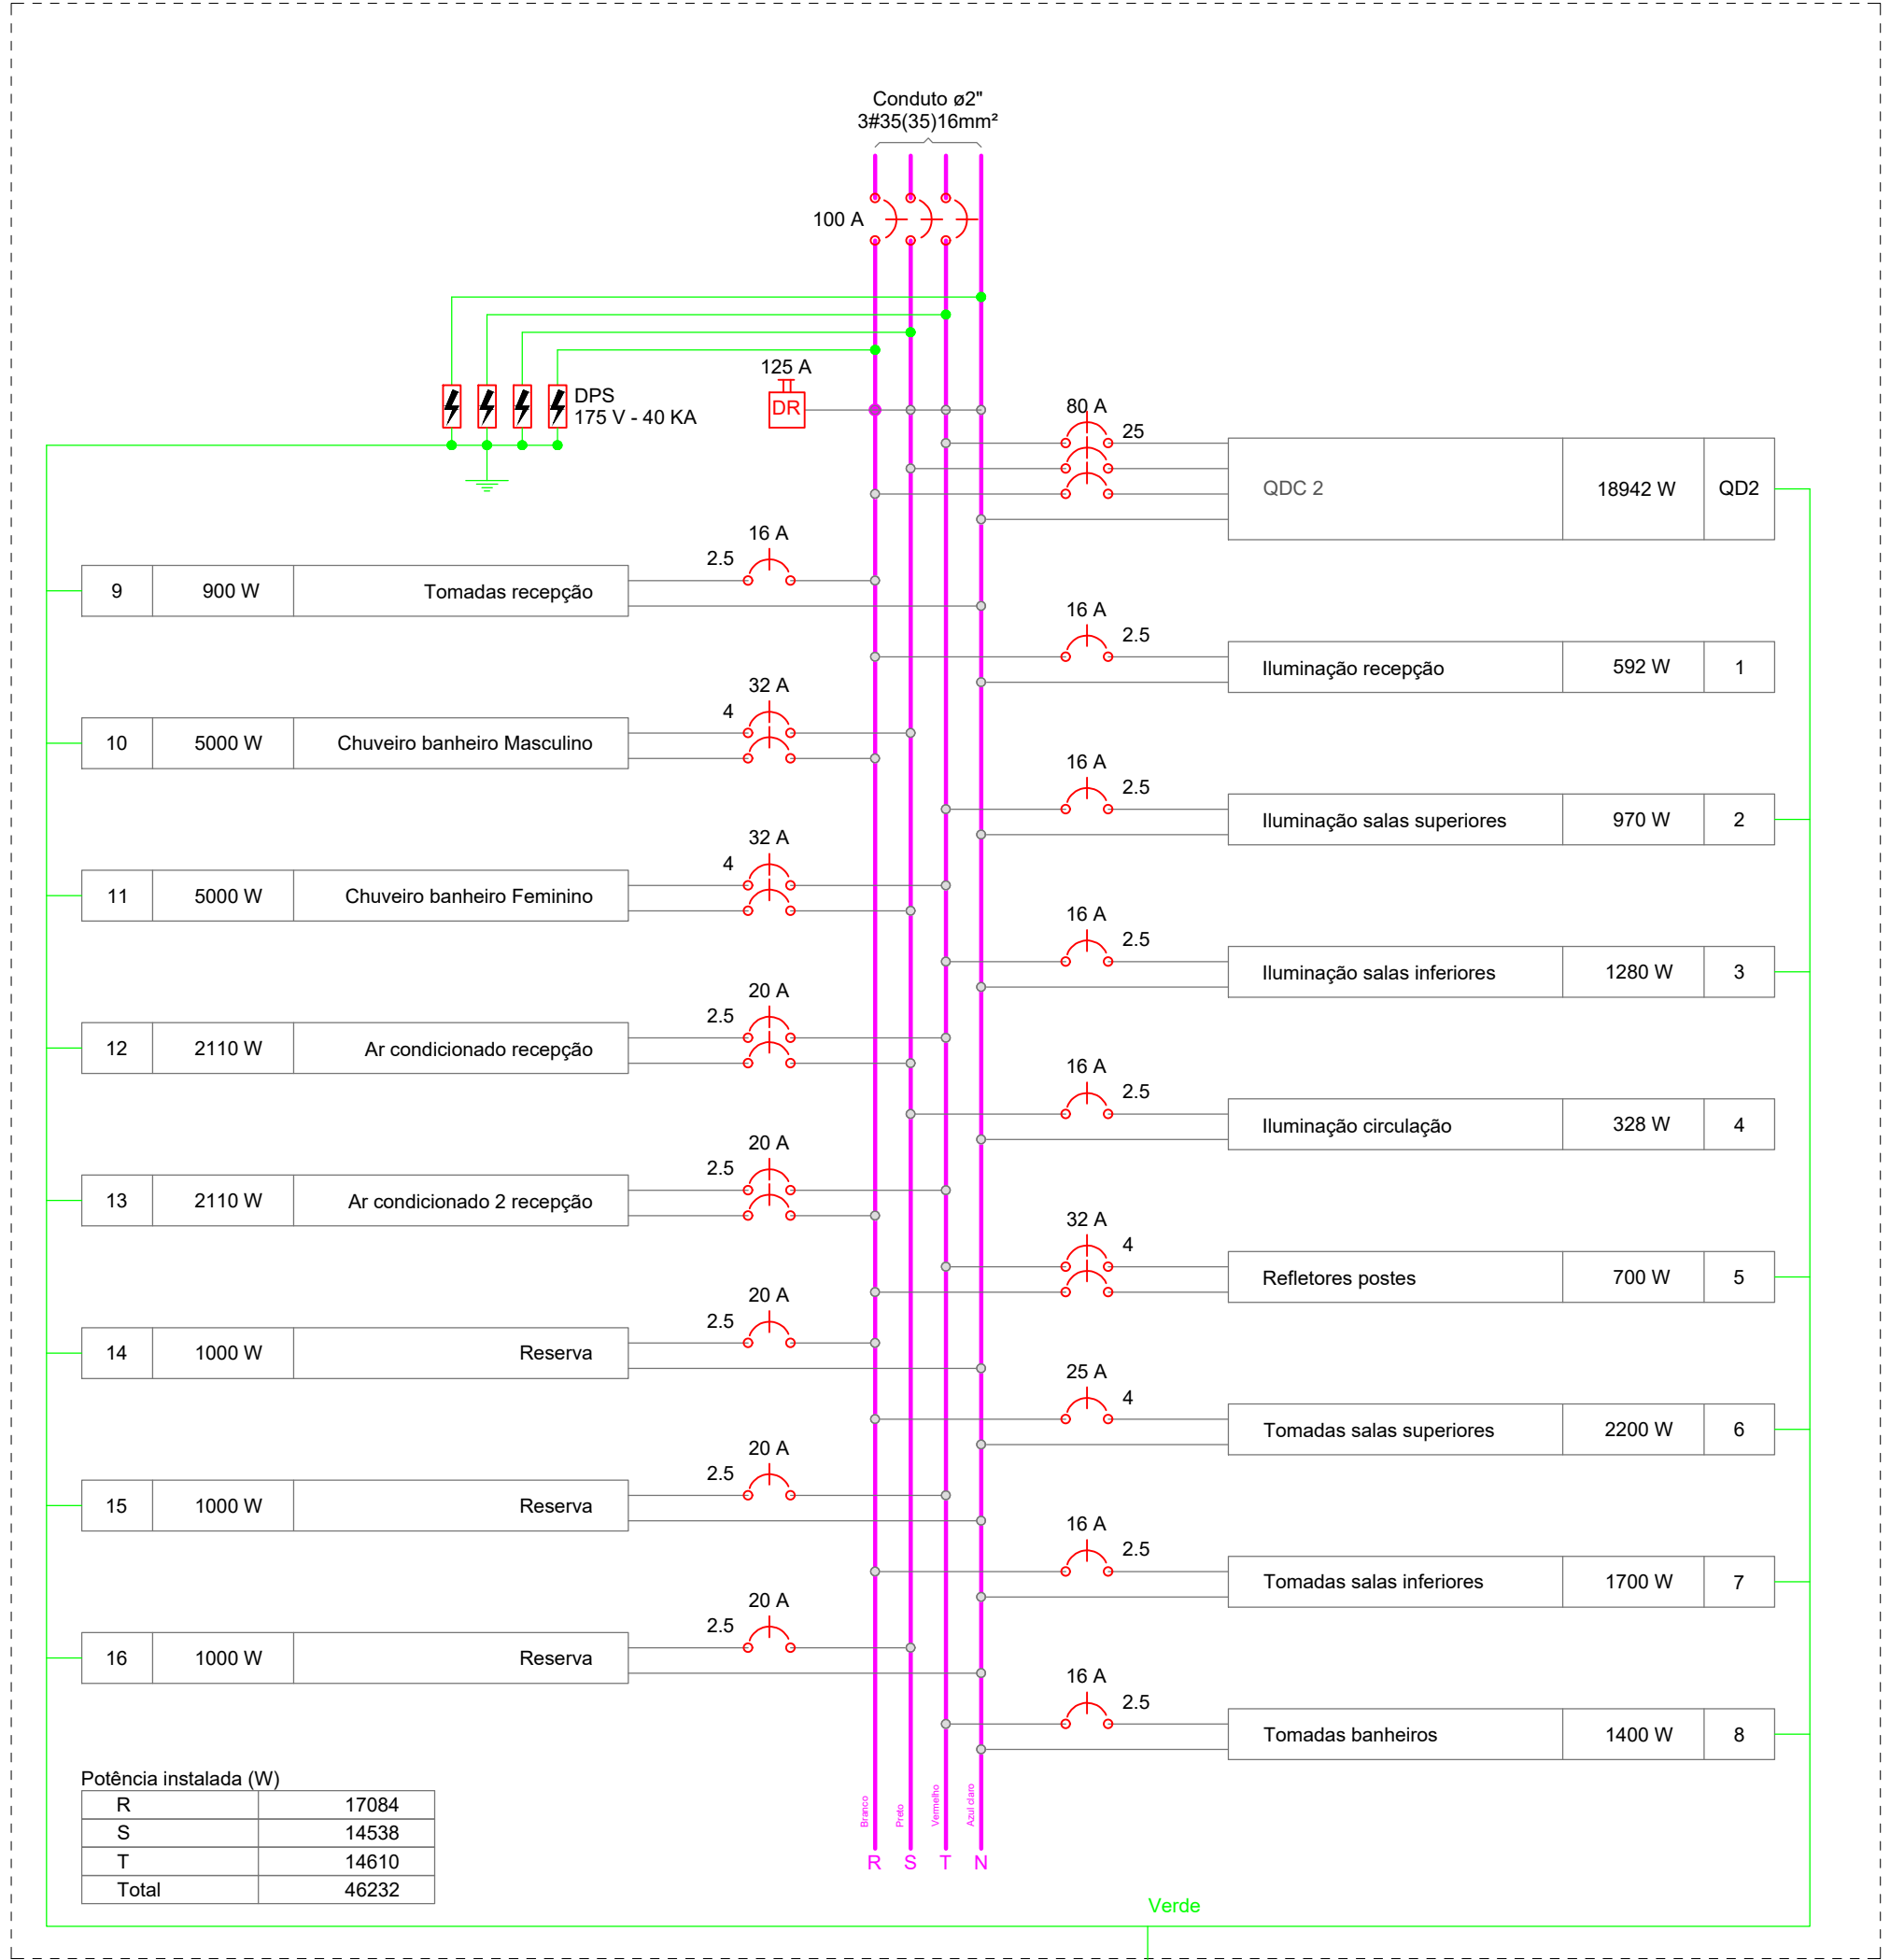 Conduto ø2"
3#35(35)16mm²
100 A
125 A
DR
DPS
175 V - 40 KA
80 A
25
QDC 2 18942 W QD2
16 A
2.5
9 900 W Tomadas recepção
16 A
2.5
Iluminação recepção 592 W 1
32 A
4
10 5000 W Chuveiro banheiro Masculino
16 A
2.5
Iluminação salas superiores 970 W 2
32 A
4
11 5000 W Chuveiro banheiro Feminino
16 A
2.5
Iluminação salas inferiores 1280 W 3
20 A
2.5
12 2110 W Ar condicionado recepção
16 A
2.5
Iluminação circulação 328 W 4
20 A
2.5
13 2110 W Ar condicionado 2 recepção
32 A
4
Refletores postes 700 W 5
20 A
2.5
14 1000 W Reserva
25 A
4
Tomadas salas superiores 2200 W 6
20 A
2.5
15 1000 W Reserva
16 A
2.5
Tomadas salas inferiores 1700 W 7
20 A
2.5
16 1000 W Reserva
16 A
2.5
Tomadas banheiros 1400 W 8
Potência instalada (W)
R 17084
S 14538
T 14610
Total 46232
Branco
Preto
Vermelho
Azul claro
R S T N
Verde